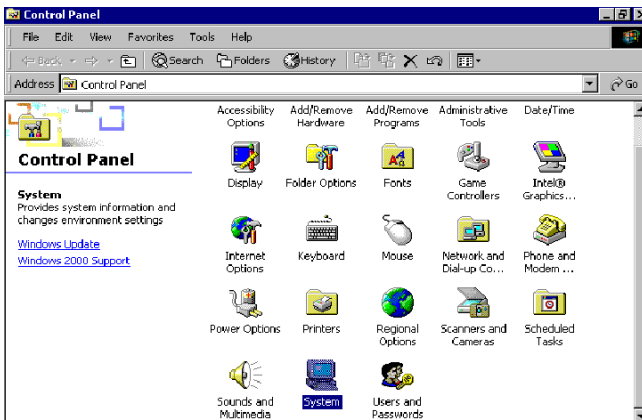 Control Panel
File Edit View Favorites Tools Help
Back Search Folders History
Address Control Panel Go
Control Panel
System
Provides system information and
changes environment settings
Windows Update
Windows 2000 Support
Accessibility Options
Add/Remove Hardware
Add/Remove Programs
Administrative Tools
Date/Time
Display
Folder Options
Fonts
Game Controllers
Intel® Graphics...
Internet Options
Keyboard
Mouse
Network and Dial-up Co...
Phone and Modem ...
Power Options
Printers
Regional Options
Scanners and Cameras
Scheduled Tasks
Sounds and Multimedia
System
Users and Passwords